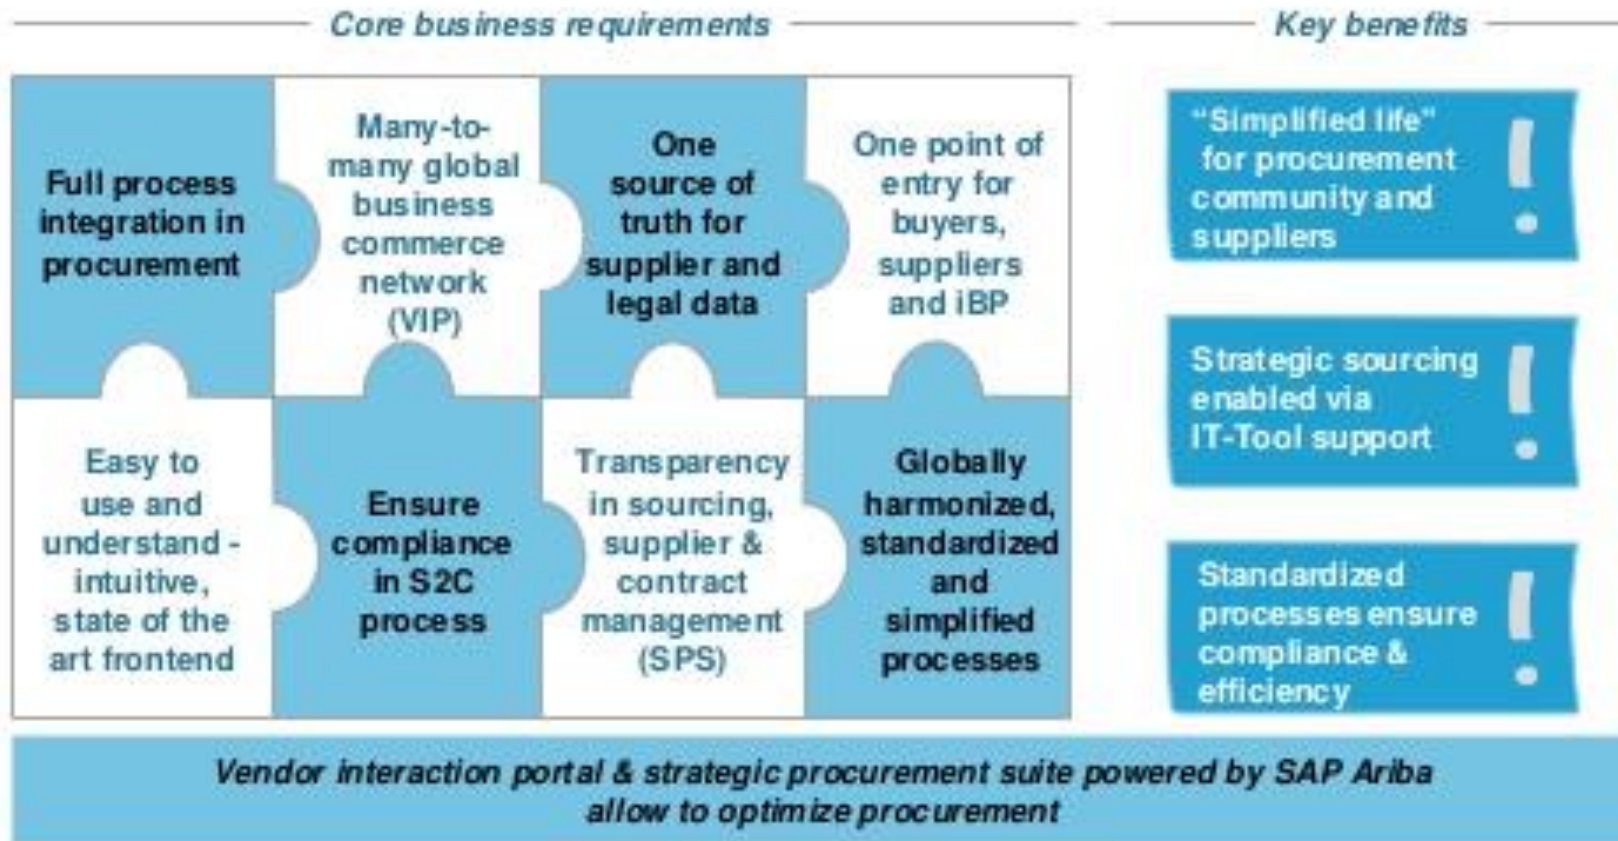 Core business requirements
Key benefits
Full process
integration in
procurement
Many-to-
many global
business
commerce
network
(VIP)
One
source of
truth for
supplier and
legal data
One point of
entry for
buyers,
suppliers
and iBP
Easy to
use and
understand -
intuitive,
state of the
art frontend
Ensure
compliance
in S2C
process
Transparency
in sourcing,
supplier &
contract
management
(SPS)
Globally
harmonized,
standardized
and
simplified
processes
“Simplified life”
for procurement
community and
suppliers
!
Strategic sourcing
enabled via
IT-Tool support
!
Standardized
processes ensure
compliance &
efficiency
!
Vendor interaction portal & strategic procurement suite powered by SAP Ariba
allow to optimize procurement